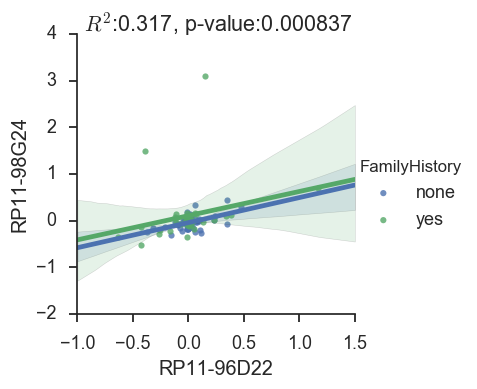 R²:0.317, p-value:0.000837
4
3
2
1
0
−1
−2
RP11-98G24
−1.0 −0.5 0.0 0.5 1.0 1.5
RP11-96D22
FamilyHistory
none
yes